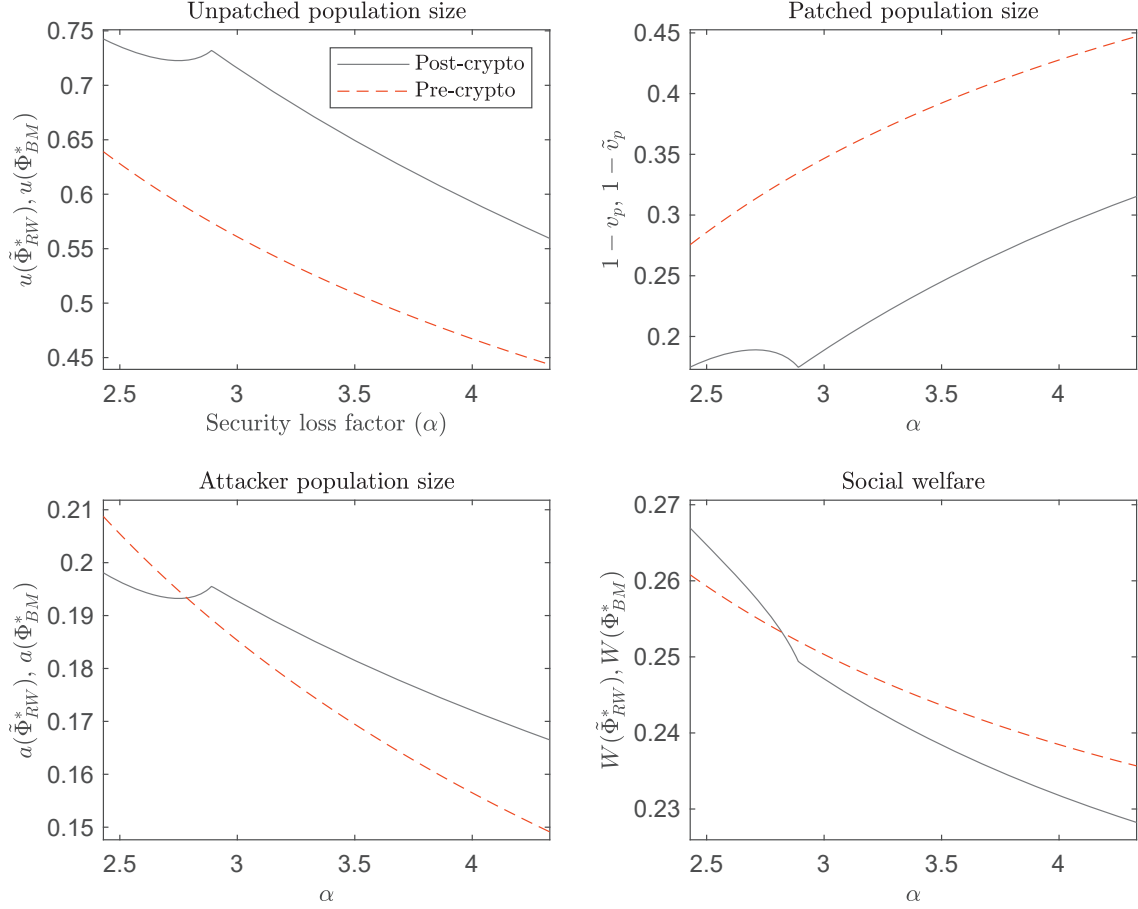 Unpatched population size
0.75
0.7
0.65
0.6
0.55
0.5
0.45
u(Φ̃*_RW), u(Φ*_BM)
Post-crypto
Pre-crypto
2.5 3 3.5 4
Security loss factor (α)
Patched population size
0.45
0.4
0.35
0.3
0.25
0.2
1 − v_p, 1 − ṽ_p
2.5 3 3.5 4
α
Attacker population size
0.21
0.2
0.19
0.18
0.17
0.16
0.15
a(Φ̃*_RW), a(Φ*_BM)
2.5 3 3.5 4
α
Social welfare
0.27
0.26
0.25
0.24
0.23
W(Φ̃*_RW), W(Φ*_BM)
2.5 3 3.5 4
α